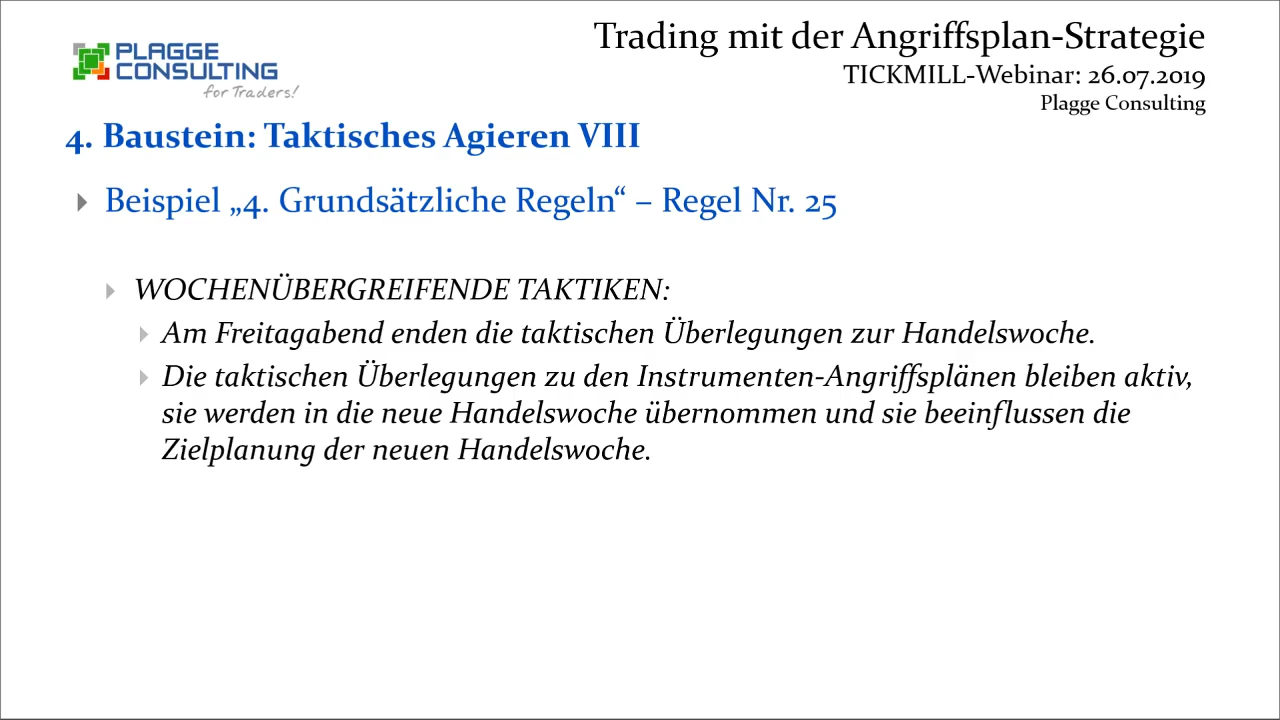 PLAGGE
CONSULTING
for Traders!
Trading mit der Angriffsplan-Strategie
TICKMILL-Webinar: 26.07.2019
Plagge Consulting
4. Baustein: Taktisches Agieren VIII
Beispiel „4. Grundsätzliche Regeln“ – Regel Nr. 25
WOCHENÜBERGREIFENDE TAKTIKEN:
Am Freitagabend enden die taktischen Überlegungen zur Handelswoche.
Die taktischen Überlegungen zu den Instrumenten-Angriffsplänen bleiben aktiv,
sie werden in die neue Handelswoche übernommen und sie beeinflussen die
Zielplanung der neuen Handelswoche.